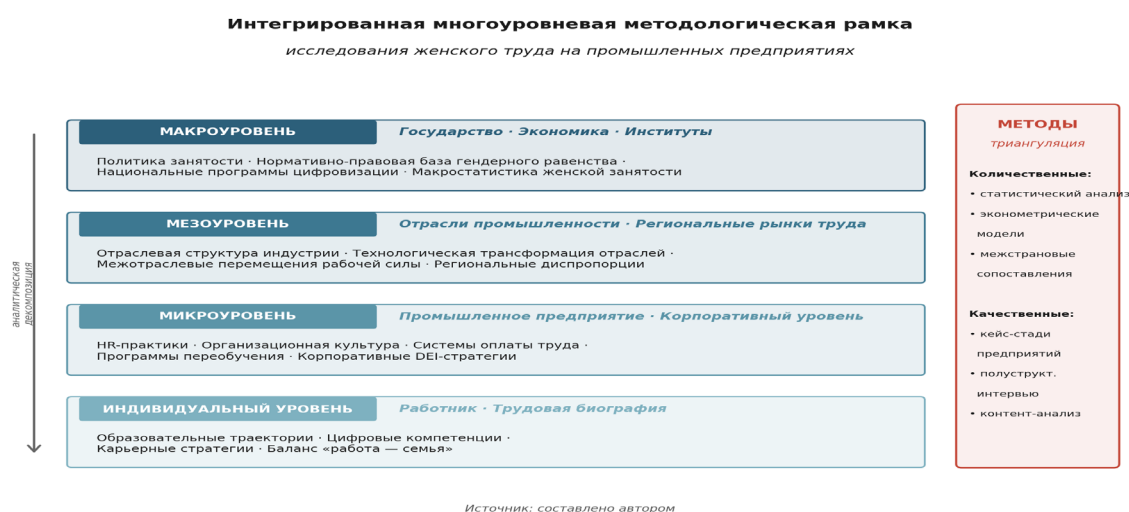 Интегрированная многоуровневая методологическая рамка
исследования женского труда на промышленных предприятиях
МАКРОУРОВЕНЬ
Государство · Экономика · Институты
Политика занятости · Нормативно-правовая база гендерного равенства ·
Национальные программы цифровизации · Макростатистика женской занятости
МЕЗОУРОВЕНЬ
Отрасли промышленности · Региональные рынки труда
Отраслевая структура индустрии · Технологическая трансформация отраслей ·
Межотраслевые перемещения рабочей силы · Региональные диспропорции
МИКРОУРОВЕНЬ
Промышленное предприятие · Корпоративный уровень
HR-практики · Организационная культура · Системы оплаты труда ·
Программы переобучения · Корпоративные DEI-стратегии
ИНДИВИДУАЛЬНЫЙ УРОВЕНЬ
Работник · Трудовая биография
Образовательные траектории · Цифровые компетенции ·
Карьерные стратегии · Баланс «работа — семья»
аналитическая
декомпозиция
МЕТОДЫ
триангуляция
Количественные:
• статистический анализ
• эконометрические
модели
• межстрановые
сопоставления
Качественные:
• кейс-стади
предприятий
• полуструкт.
интервью
• контент-анализ
Источник: составлено автором